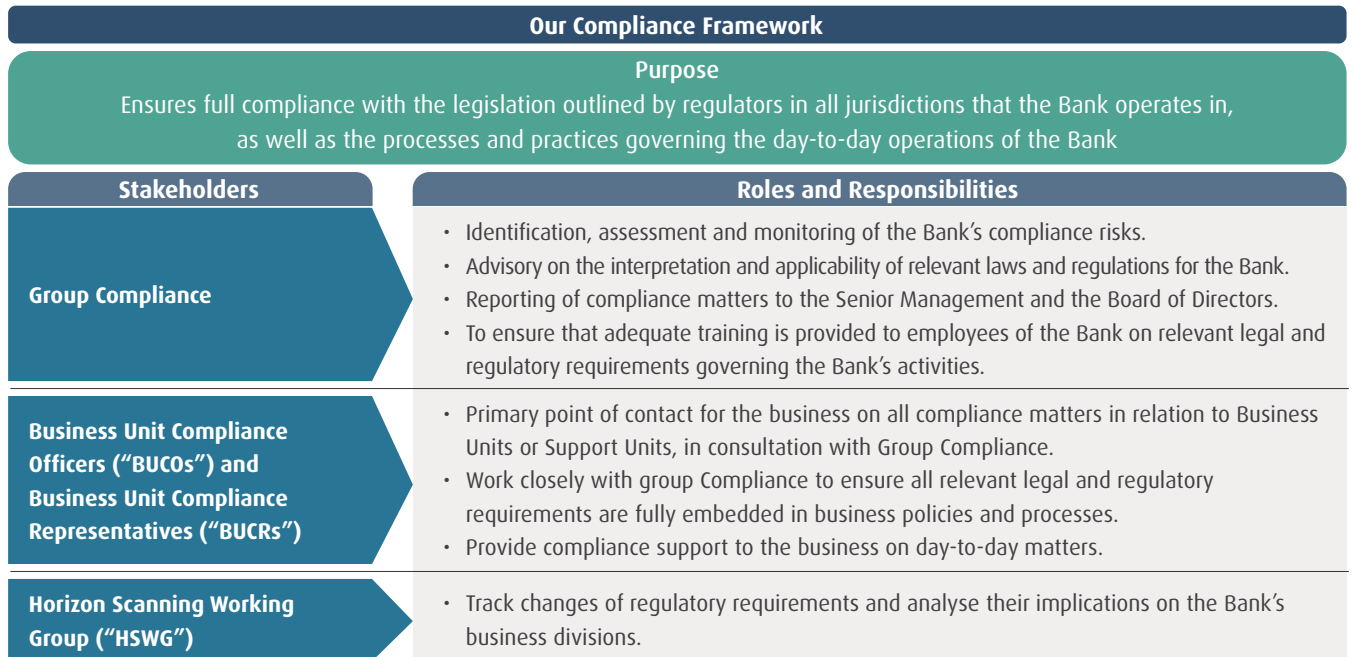 Our Compliance Framework
Purpose
Ensures full compliance with the legislation outlined by regulators in all jurisdictions that the Bank operates in,
as well as the processes and practices governing the day-to-day operations of the Bank
Stakeholders
Roles and Responsibilities
Group Compliance
• Identification, assessment and monitoring of the Bank's compliance risks.
• Advisory on the interpretation and applicability of relevant laws and regulations for the Bank.
• Reporting of compliance matters to the Senior Management and the Board of Directors.
• To ensure that adequate training is provided to employees of the Bank on relevant legal and
regulatory requirements governing the Bank's activities.
Business Unit Compliance
Officers (“BUCOs”) and
Business Unit Compliance
Representatives (“BUCRs”)
• Primary point of contact for the business on all compliance matters in relation to Business
Units or Support Units, in consultation with Group Compliance.
• Work closely with group Compliance to ensure all relevant legal and regulatory
requirements are fully embedded in business policies and processes.
• Provide compliance support to the business on day-to-day matters.
Horizon Scanning Working
Group (“HSWG”)
• Track changes of regulatory requirements and analyse their implications on the Bank's
business divisions.